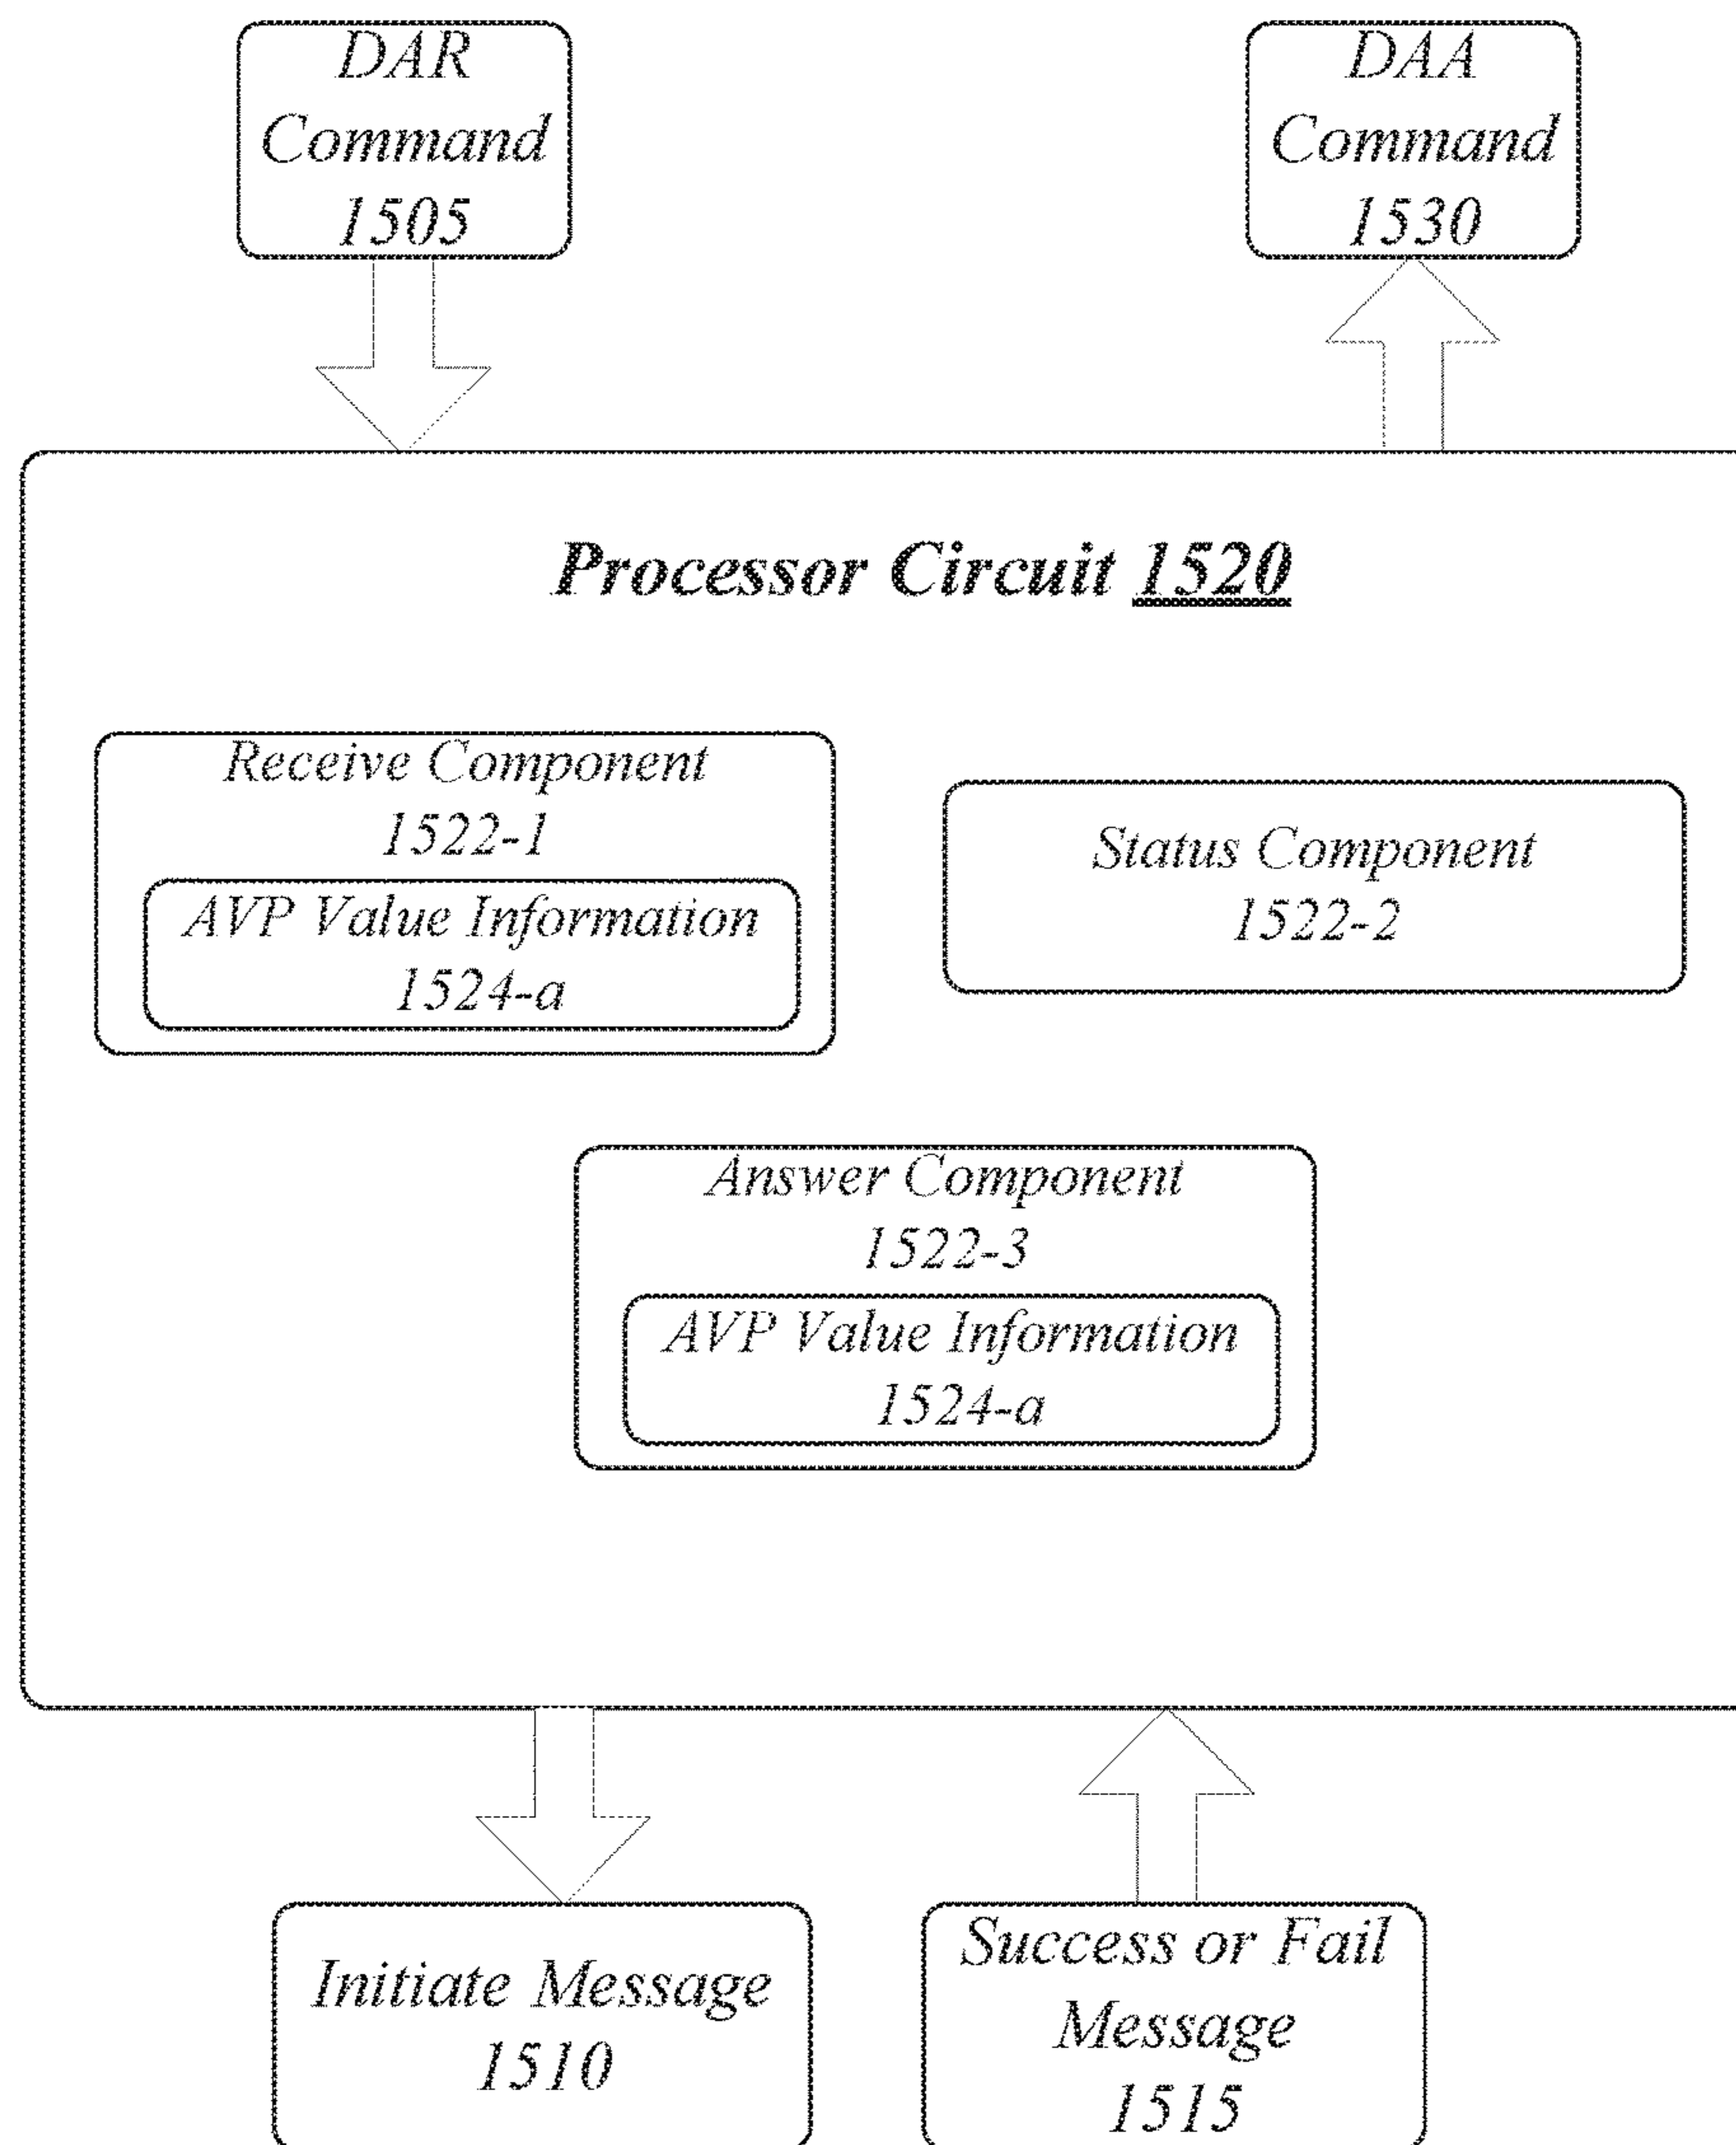 DAR
Command
1505
DAA
Command
1530
Processor Circuit 1520
Receive Component
1522-1
AVP Value Information
1524-a
Status Component
1522-2
Answer Component
1522-3
AVP Value Information
1524-a
Initiate Message
1510
Success or Fail
Message
1515